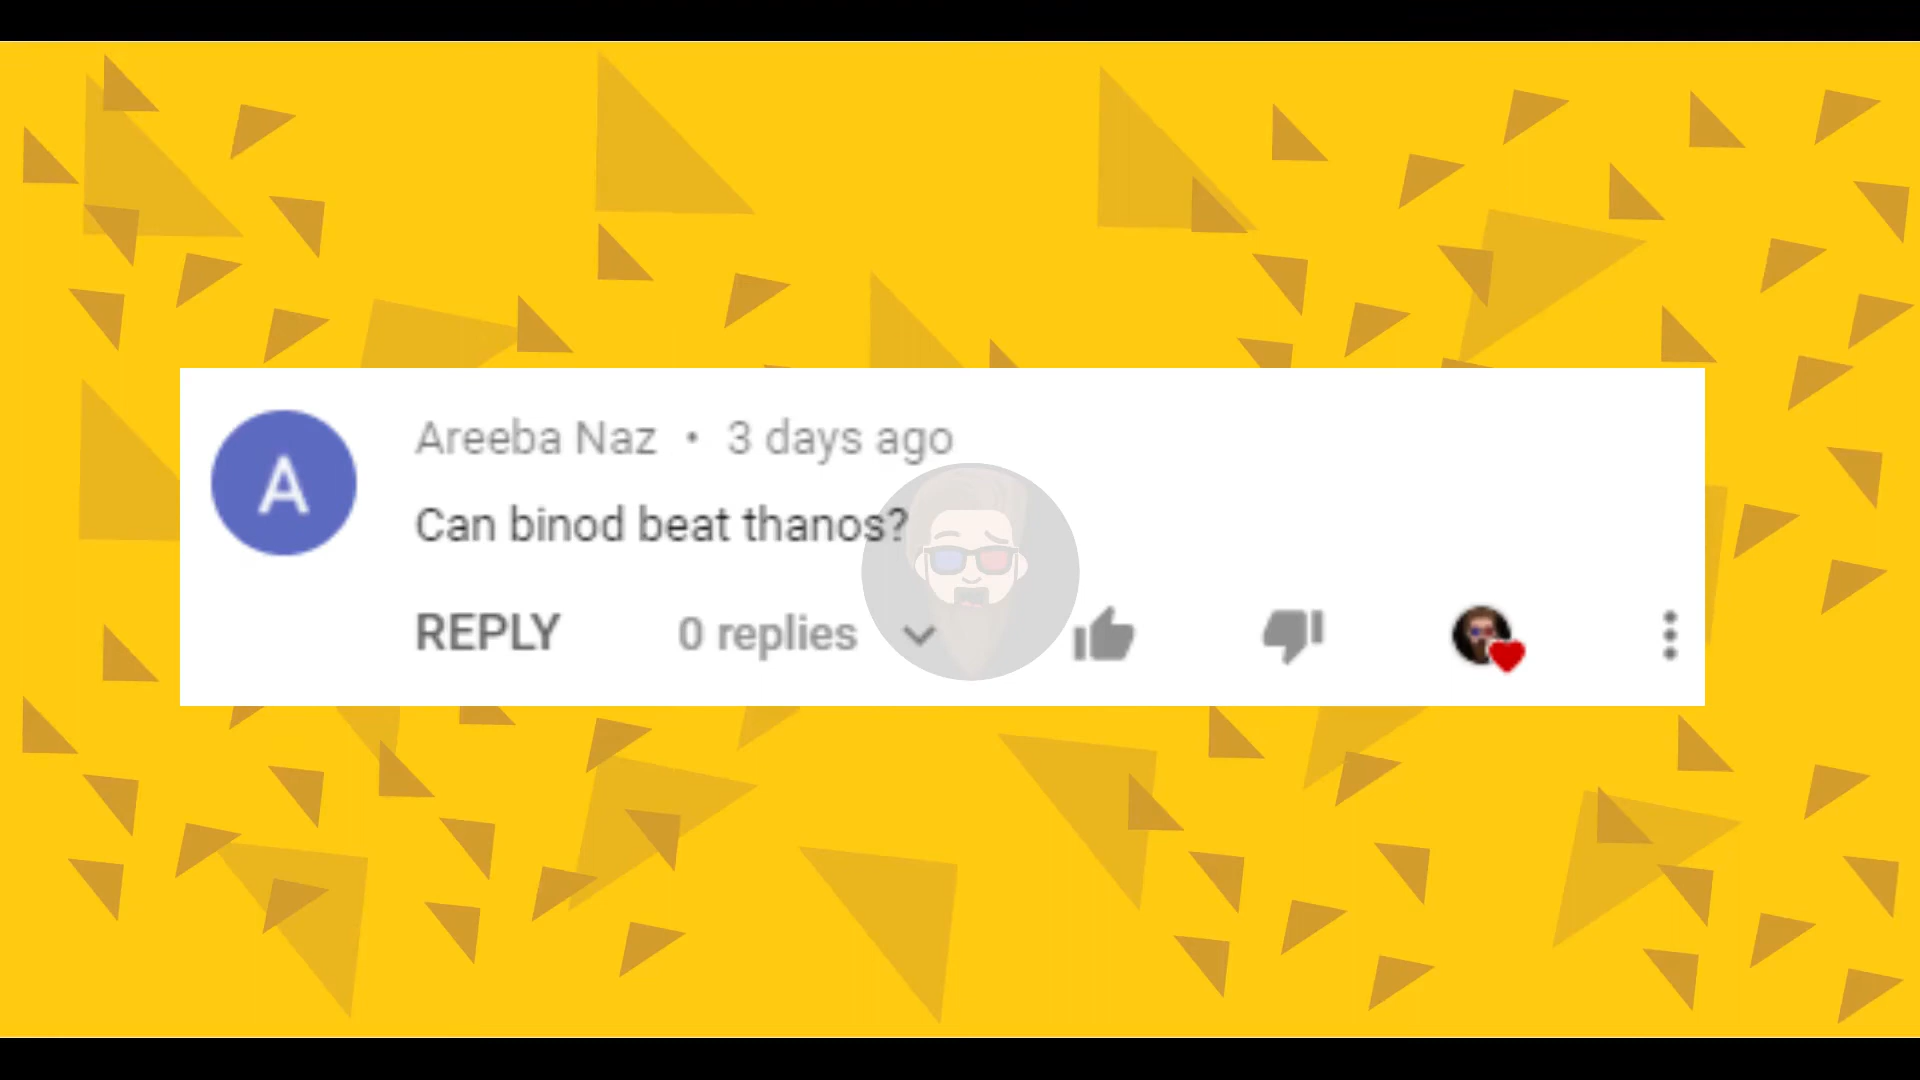 A
Areeba Naz • 3 days ago
Can binod beat thanos?
REPLY 0 replies